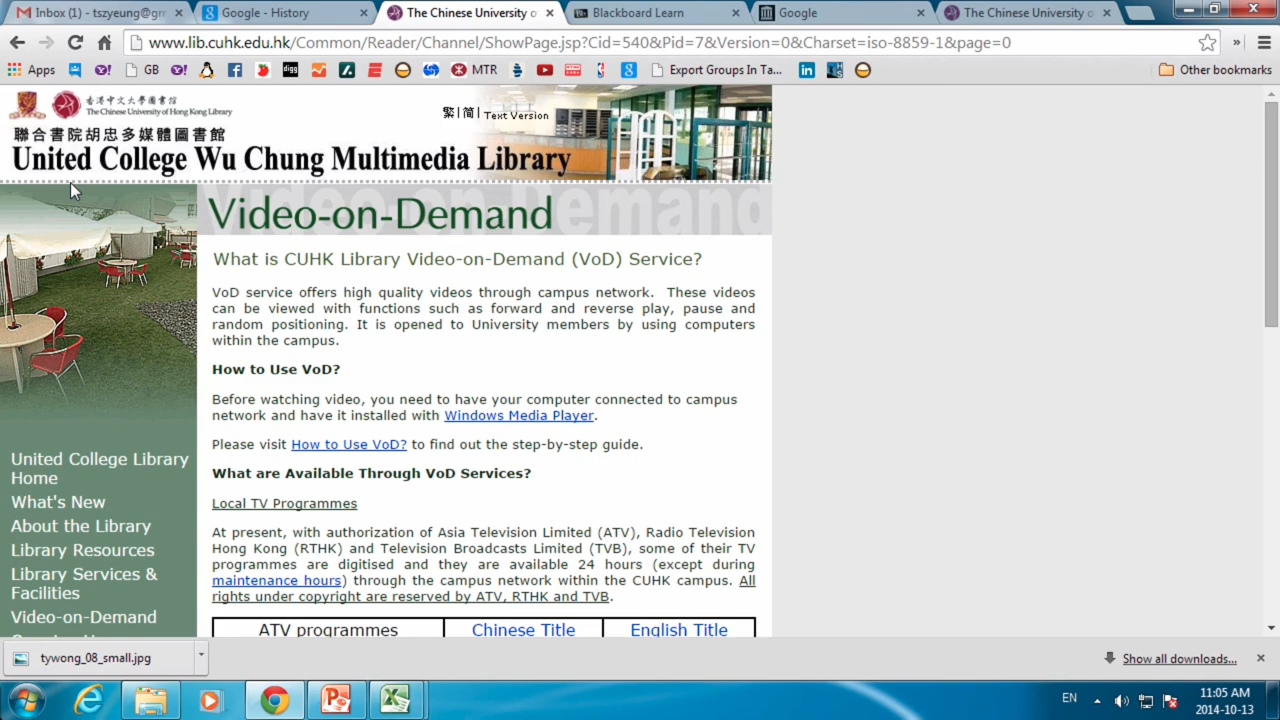 Inbox (1) - tszyeung@gm
Google - History
The Chinese University o
Blackboard Learn
Google
The Chinese University o
www.lib.cuhk.edu.hk/Common/Reader/Channel/ShowPage.jsp?Cid=540&Pid=7&Version=0&Charset=iso-8859-1&page=0
Apps
GB
digg
MTR
Export Groups In Ta...
Other bookmarks
香港中文大學圖書館
The Chinese University of Hong Kong Library
繁|简| Text Version
聯合書院胡忠多媒體圖書館
United College Wu Chung Multimedia Library
Video-on-Demand
What is CUHK Library Video-on-Demand (VoD) Service?
VoD service offers high quality videos through campus network. These videos
can be viewed with functions such as forward and reverse play, pause and
random positioning. It is opened to University members by using computers
within the campus.
How to Use VoD?
Before watching video, you need to have your computer connected to campus
network and have it installed with Windows Media Player.
Please visit How to Use VoD? to find out the step-by-step guide.
What are Available Through VoD Services?
Local TV Programmes
At present, with authorization of Asia Television Limited (ATV), Radio Television
Hong Kong (RTHK) and Television Broadcasts Limited (TVB), some of their TV
programmes are digitised and they are available 24 hours (except during
maintenance hours) through the campus network within the CUHK campus. All
rights under copyright are reserved by ATV, RTHK and TVB.
ATV programmes
Chinese Title
English Title
United College Library
Home
What's New
About the Library
Library Resources
Library Services &
Facilities
Video-on-Demand
tywong_08_small.jpg
Show all downloads...
EN
11:05 AM
2014-10-13